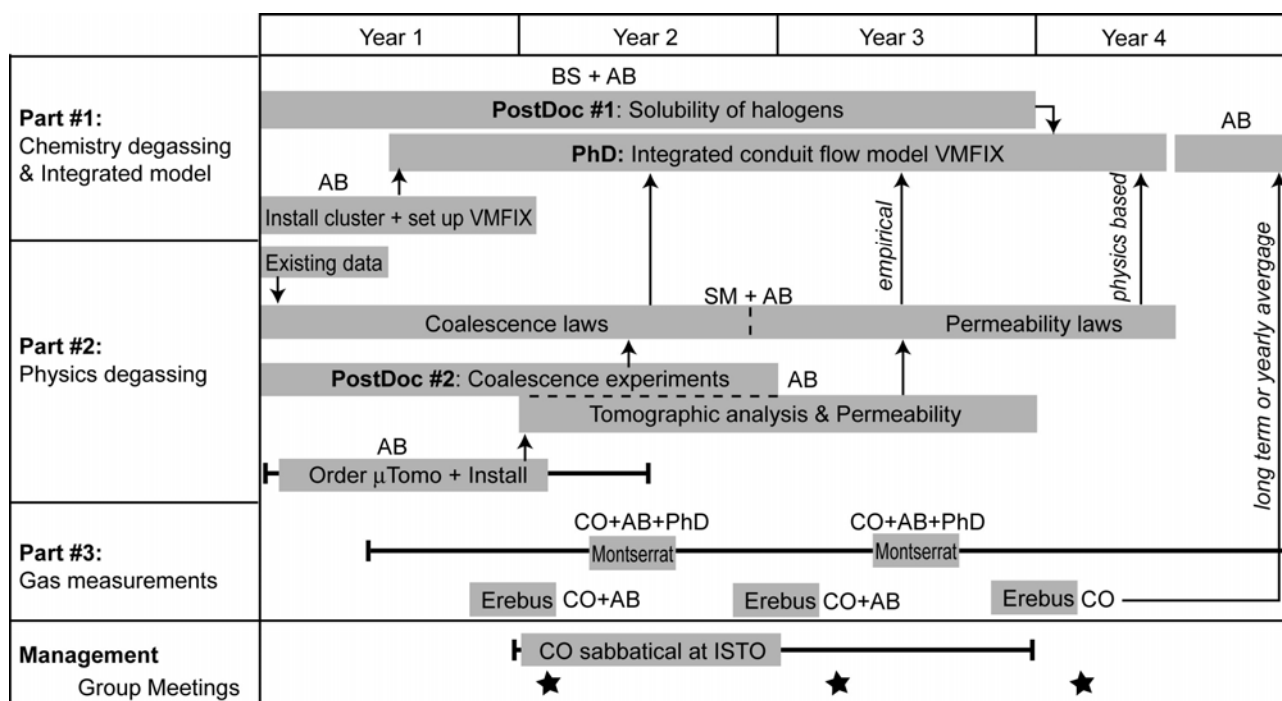 Year 1 Year 2 Year 3 Year 4
Part #1:
Chemistry degassing
& Integrated model
BS + AB
PostDoc #1: Solubility of halogens
AB
PhD: Integrated conduit flow model VMFIX
AB
Install cluster + set up VMFIX
empirical
physics based
long term or yearly avergage
Part #2:
Physics degassing
Existing data
SM + AB
Coalescence laws
Permeability laws
PostDoc #2: Coalescence experiments
AB
Tomographic analysis & Permeability
AB
Order μTomo + Install
Part #3:
Gas measurements
CO+AB+PhD
Montserrat
CO+AB+PhD
Montserrat
Erebus CO+AB
Erebus CO+AB
Erebus CO
Management
Group Meetings
CO sabbatical at ISTO